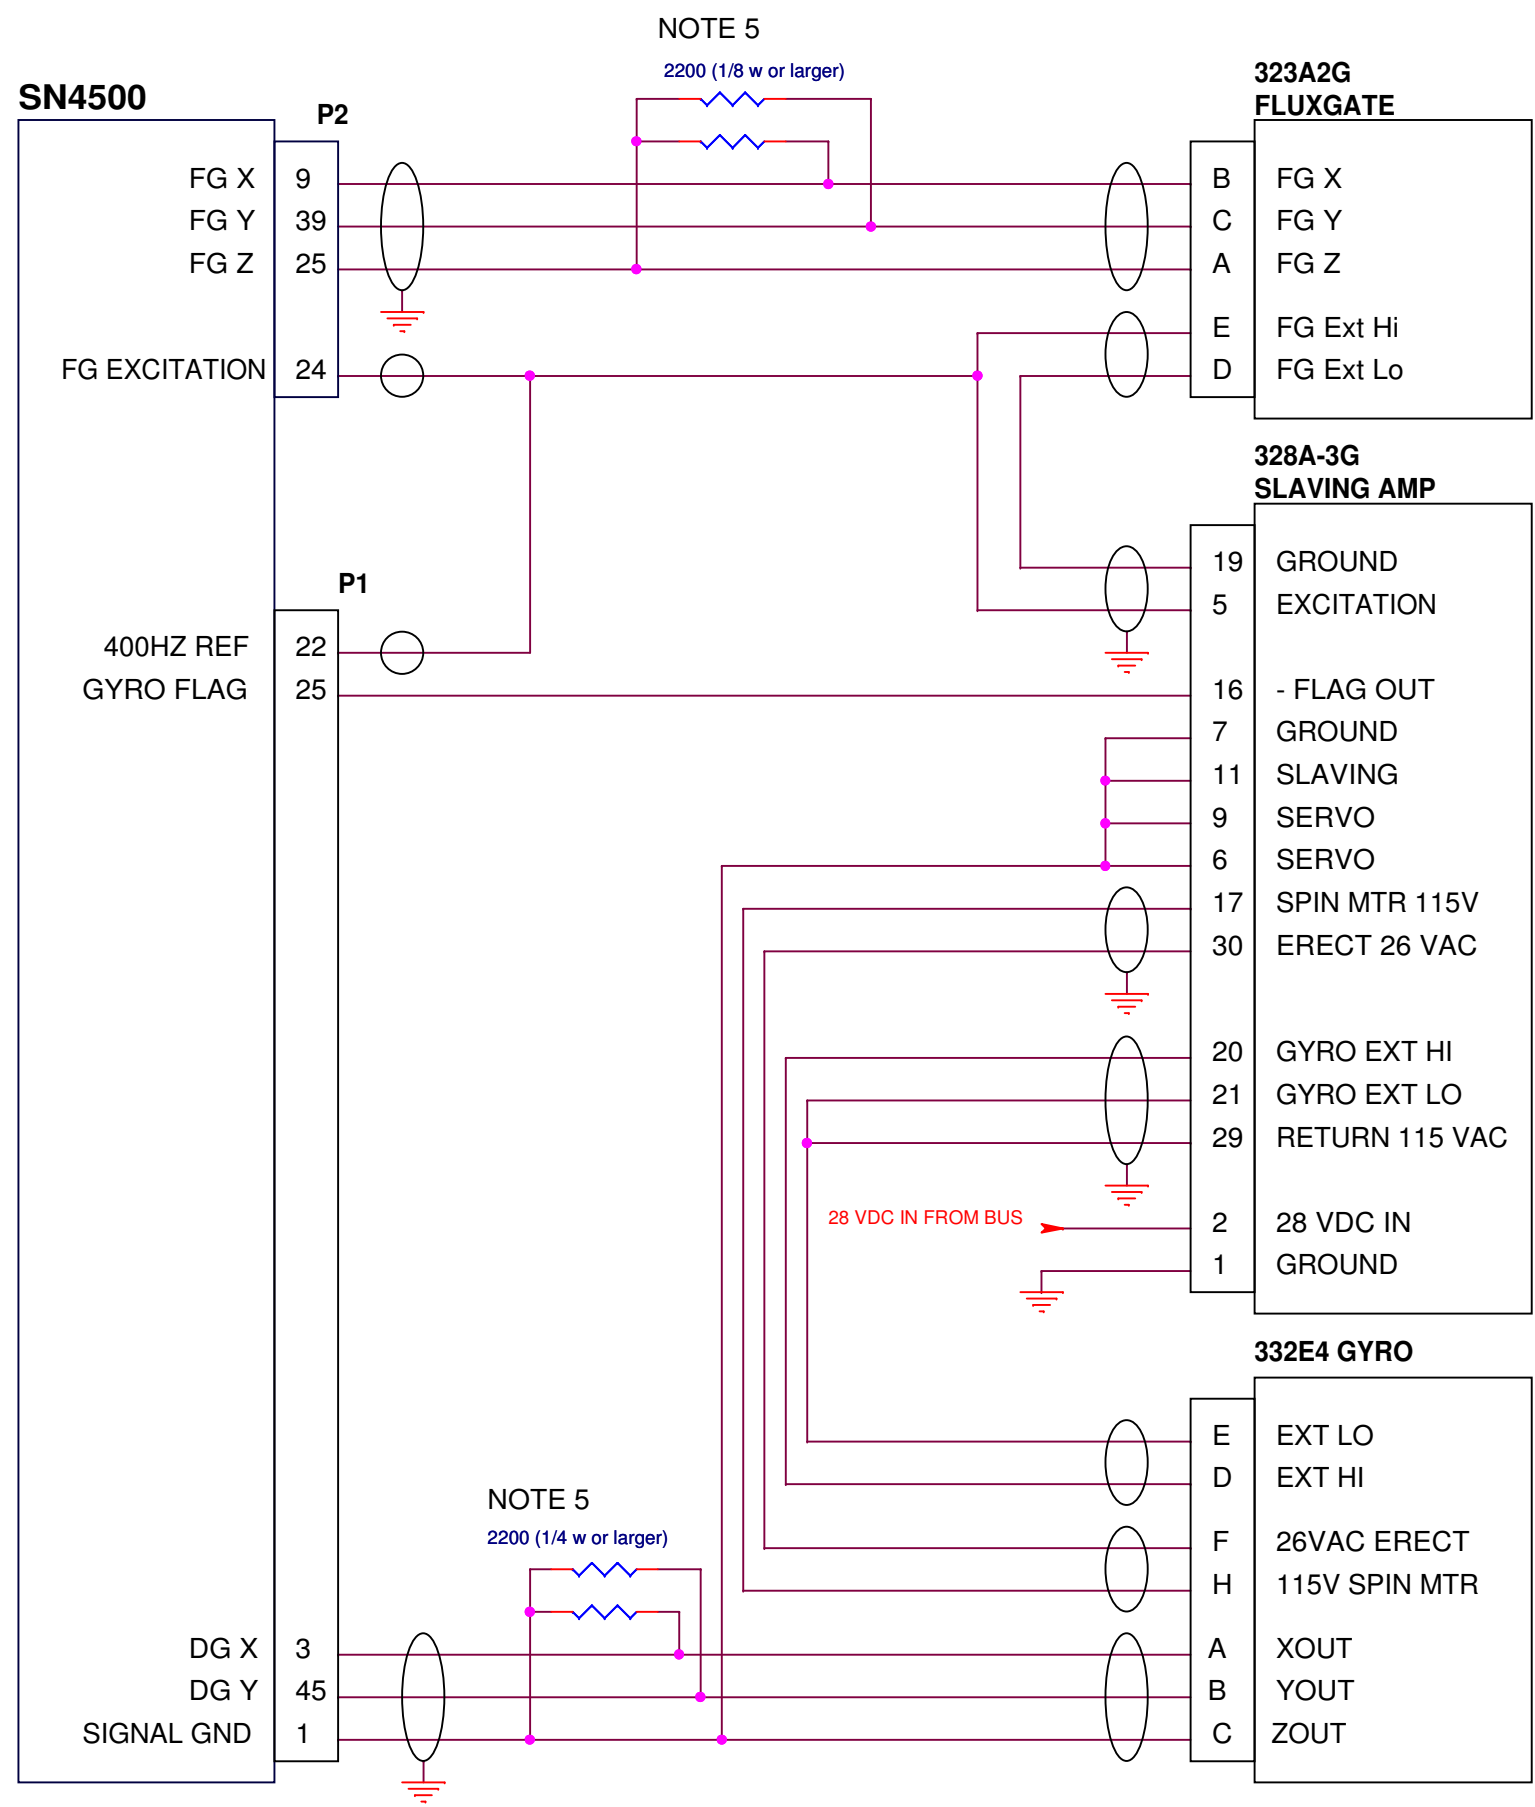 NOTE 5
2200 (1/8 w or larger)
SN4500
P2
323A2G
FLUXGATE
FG X 9
B FG X
FG Y 39
C FG Y
FG Z 25
A FG Z
E FG Ext Hi
FG EXCITATION 24
D FG Ext Lo
328A-3G
SLAVING AMP
19 GROUND
P1
5 EXCITATION
400HZ REF 22
GYRO FLAG 25
16 - FLAG OUT
7 GROUND
11 SLAVING
9 SERVO
6 SERVO
17 SPIN MTR 115V
30 ERECT 26 VAC
20 GYRO EXT HI
21 GYRO EXT LO
29 RETURN 115 VAC
28 VDC IN FROM BUS
2 28 VDC IN
1 GROUND
332E4 GYRO
E EXT LO
D EXT HI
NOTE 5
2200 (1/4 w or larger)
F 26VAC ERECT
H 115V SPIN MTR
DG X 3
A XOUT
DG Y 45
B YOUT
SIGNAL GND 1
C ZOUT